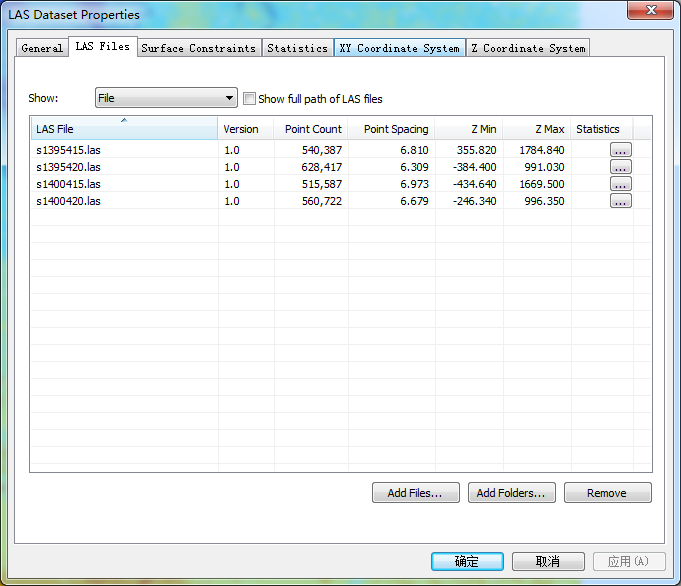 LAS Dataset Properties
General LAS Files Surface Constraints Statistics XY Coordinate System Z Coordinate System
Show: File Show full path of LAS files
LAS File Version Point Count Point Spacing Z Min Z Max Statistics
s1395415.las 1.0 540,387 6.810 355.820 1784.840 ...
s1395420.las 1.0 628,417 6.309 -384.400 991.030 ...
s1400415.las 1.0 515,587 6.973 -434.640 1669.500 ...
s1400420.las 1.0 560,722 6.679 -246.340 996.350 ...
Add Files... Add Folders... Remove
确定 取消 应用(A)